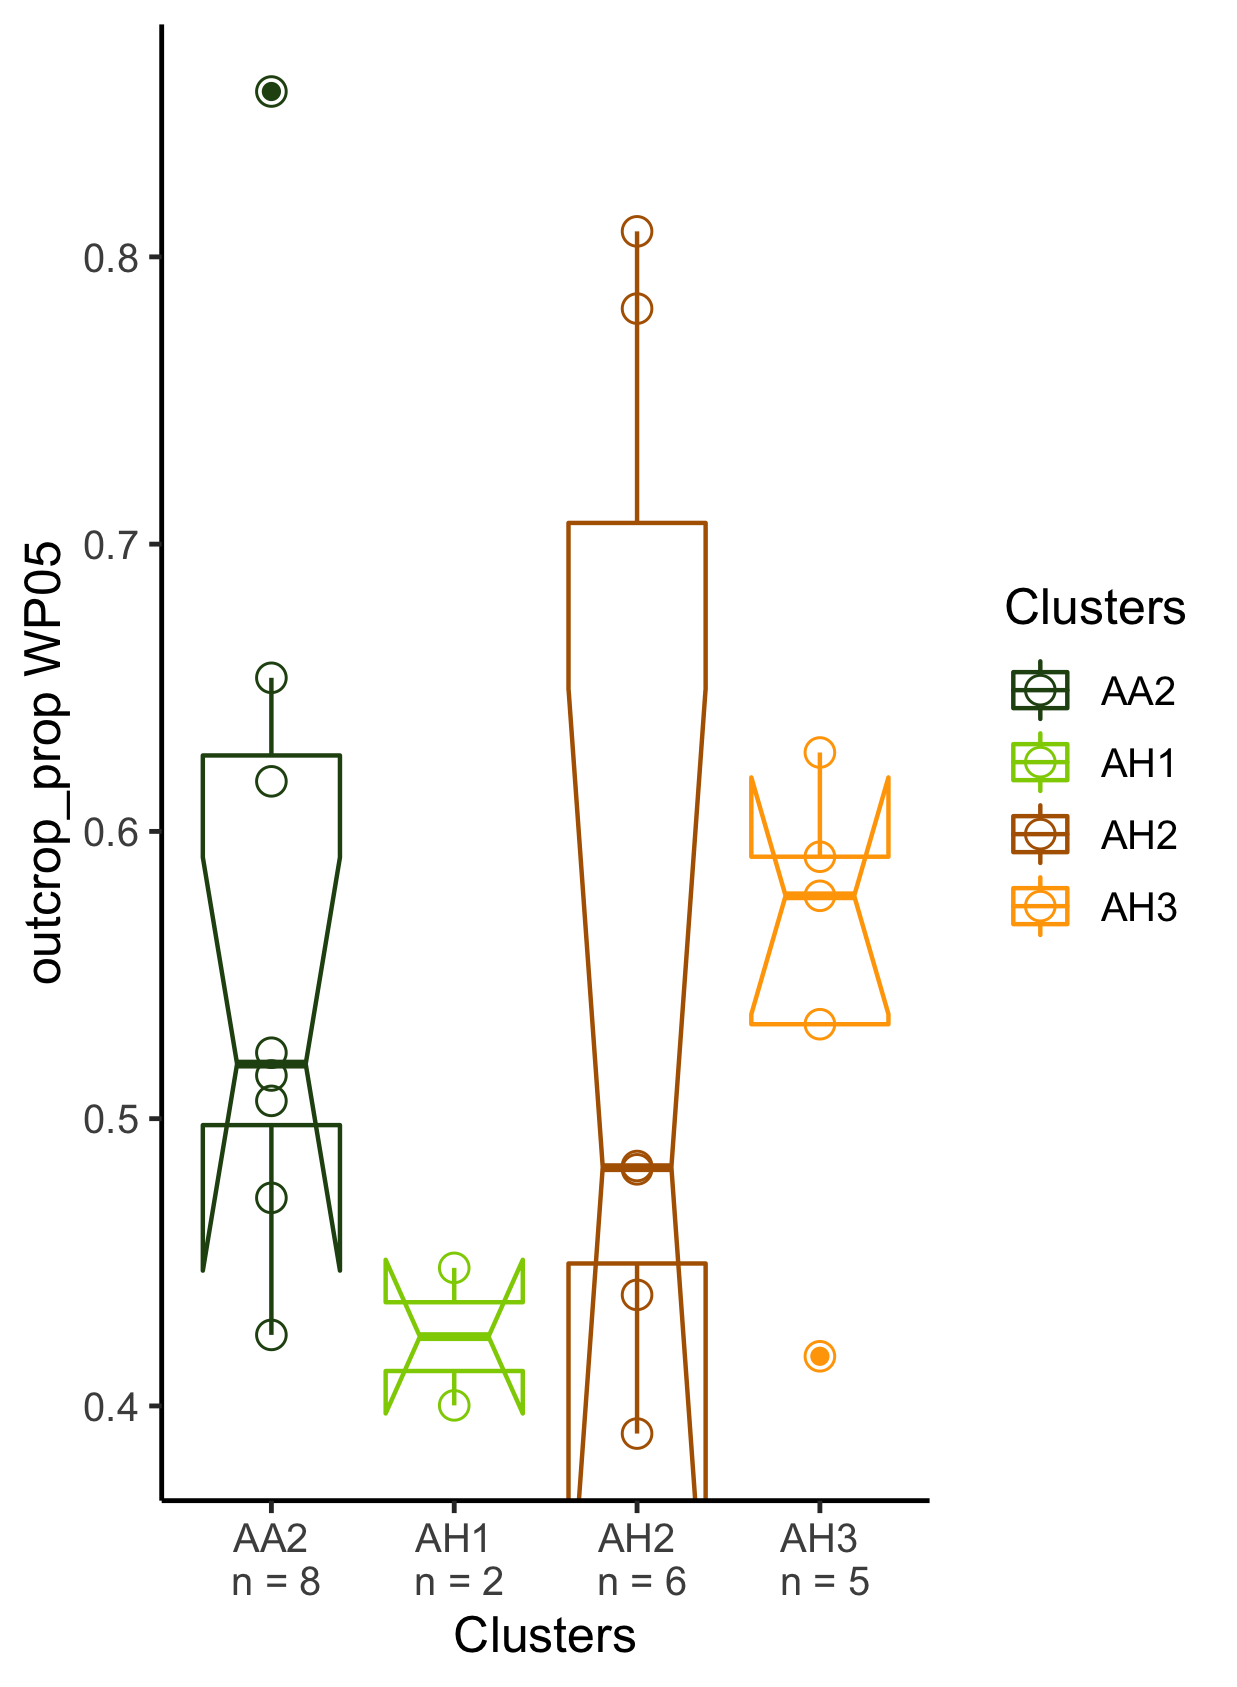 outcrop_prop WP05
0.8
0.7
0.6
0.5
0.4
AA2
n = 8
AH1
n = 2
AH2
n = 6
AH3
n = 5
Clusters
Clusters
AA2
AH1
AH2
AH3